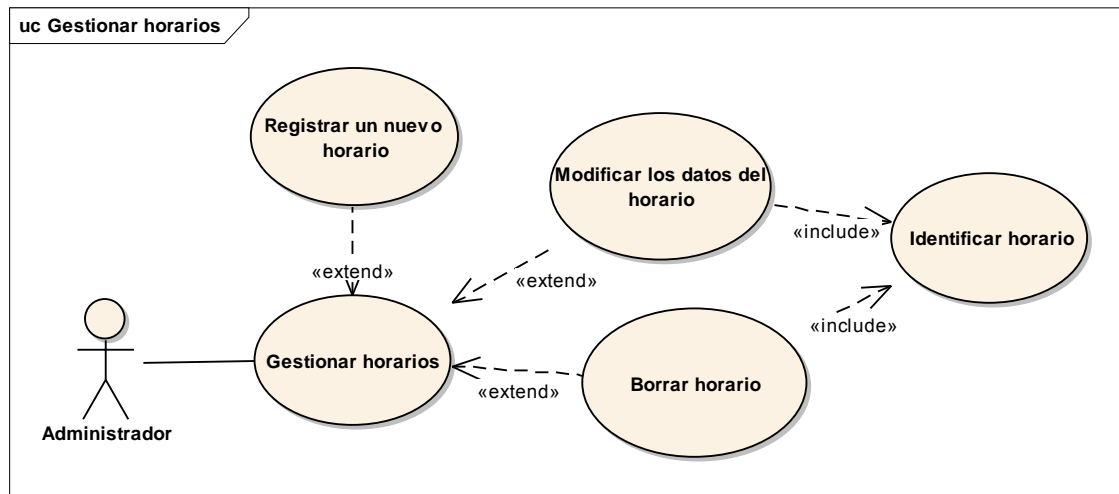 uc Gestionar horarios
Registrar un nuevo
horario
Modificar los datos del
horario
Identificar horario
«include»
«extend»
«extend»
«include»
Gestionar horarios
Borrar horario
«extend»
Administrador